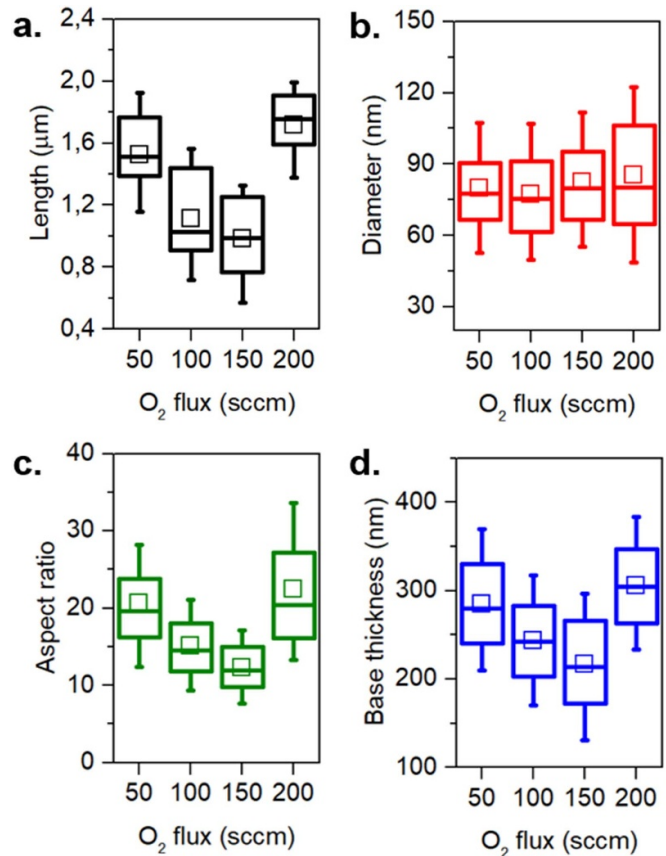 a.
Length (µm)
2,4
2,0
1,6
1,2
0,8
0,4
50 100 150 200
O₂ flux (sccm)
b.
Diameter (nm)
150
120
90
60
30
50 100 150 200
O₂ flux (sccm)
c.
Aspect ratio
40
30
20
10
0
50 100 150 200
O₂ flux (sccm)
d.
Base thickness (nm)
400
300
200
100
50 100 150 200
O₂ flux (sccm)